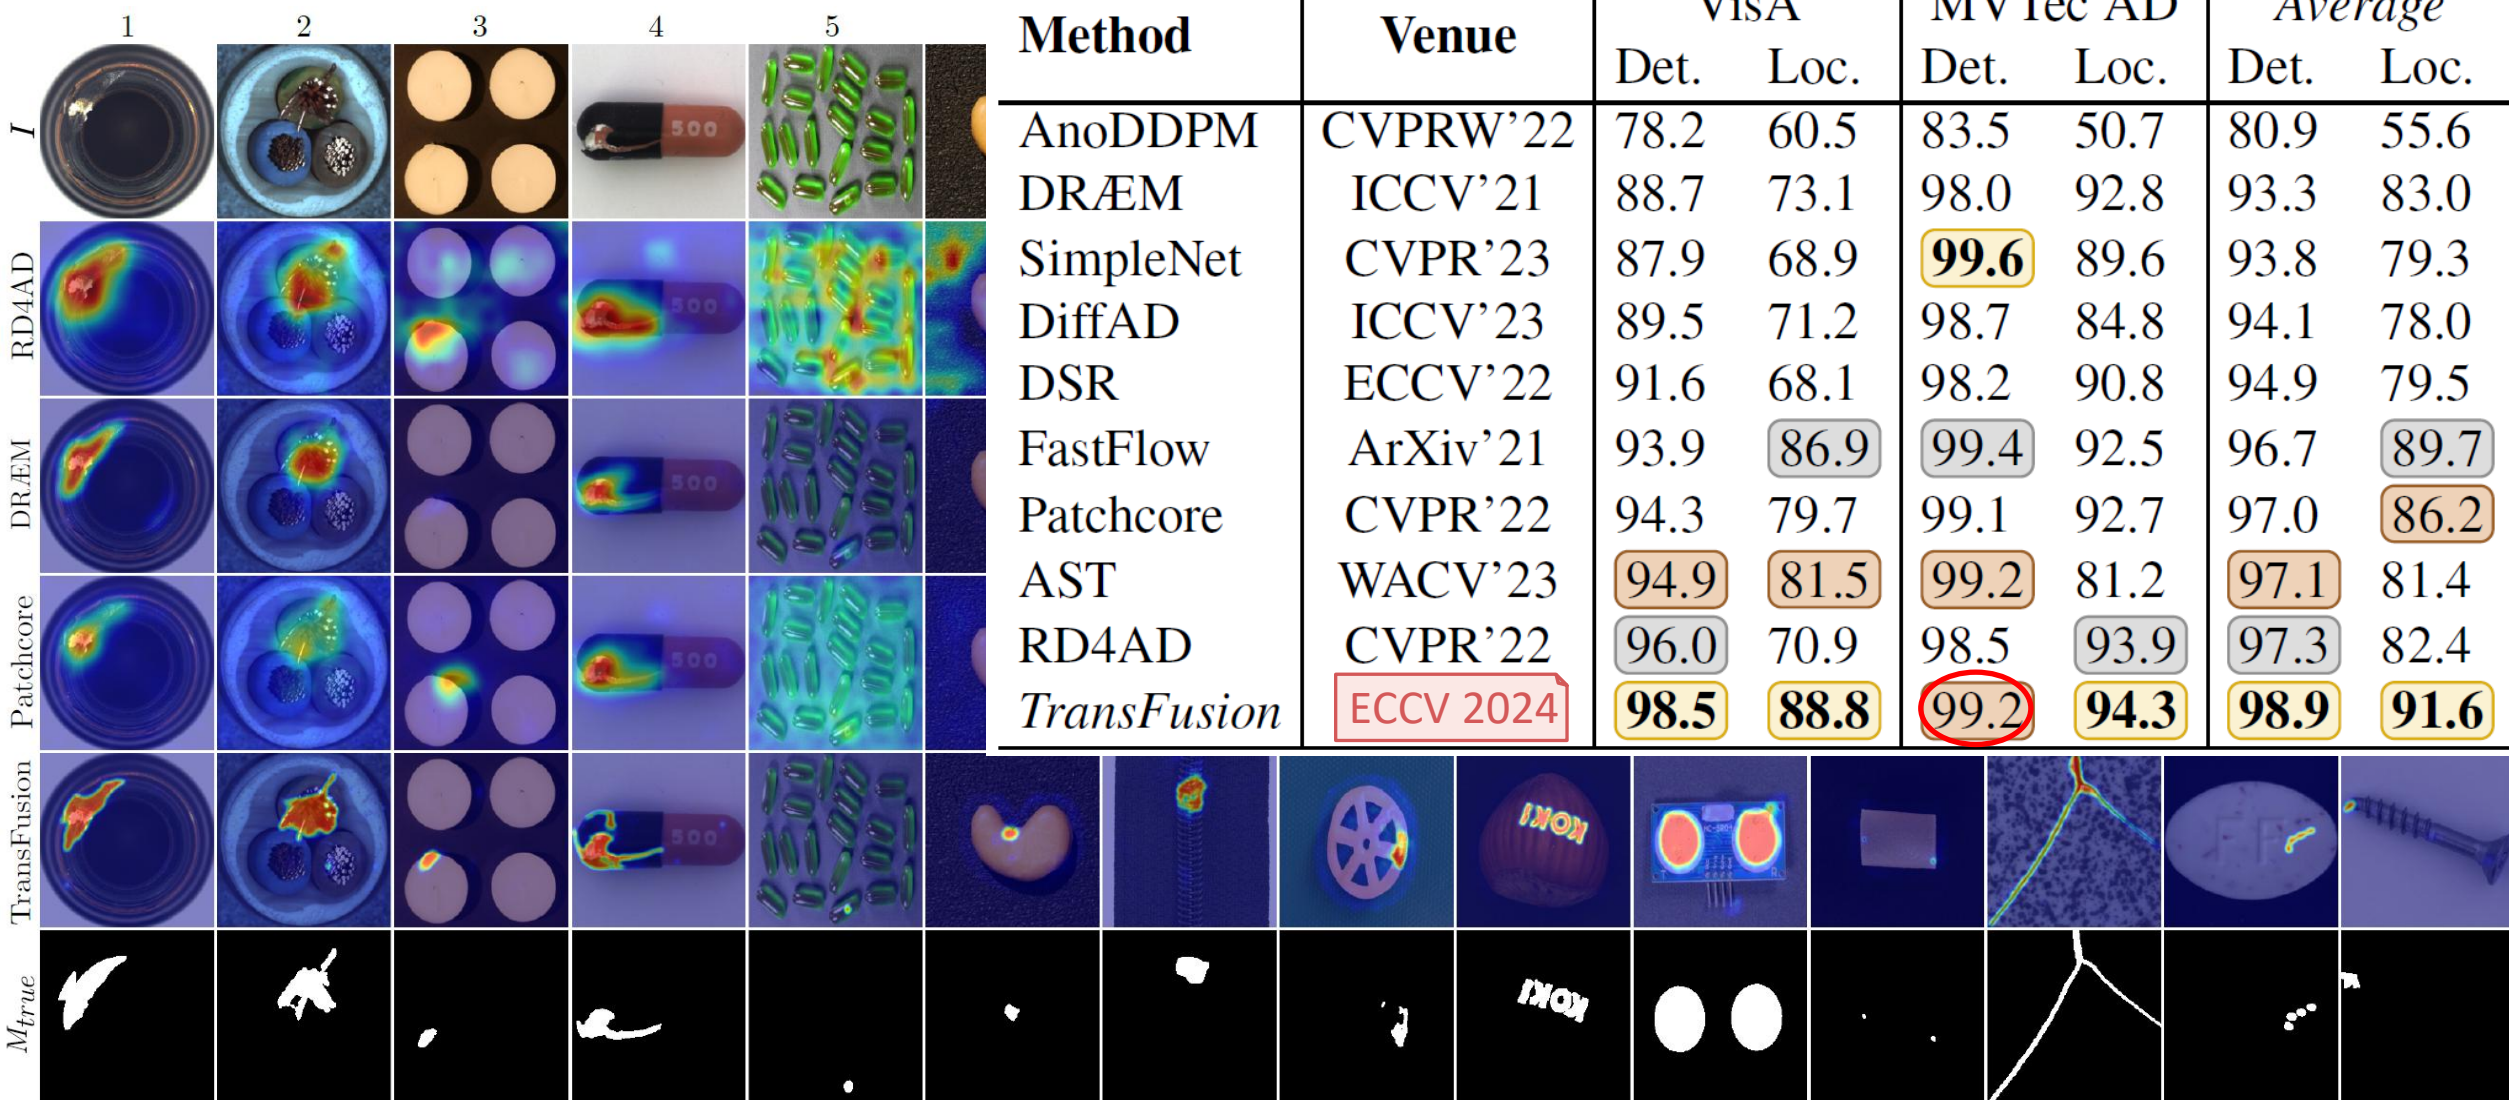 1 2 3 4 5
I
RD4AD
DRÆM
Patchcore
TransFusion
M_true
500
500
500
500
500
HC-SR04
T R
KOKI
KOKI
VisA MVTec AD Average
Method Venue Det. Loc. Det. Loc. Det. Loc.
AnoDDPM CVPRW’22 78.2 60.5 83.5 50.7 80.9 55.6
DRÆM ICCV’21 88.7 73.1 98.0 92.8 93.3 83.0
SimpleNet CVPR’23 87.9 68.9 99.6 89.6 93.8 79.3
DiffAD ICCV’23 89.5 71.2 98.7 84.8 94.1 78.0
DSR ECCV’22 91.6 68.1 98.2 90.8 94.9 79.5
FastFlow ArXiv’21 93.9 86.9 99.4 92.5 96.7 89.7
Patchcore CVPR’22 94.3 79.7 99.1 92.7 97.0 86.2
AST WACV’23 94.9 81.5 99.2 81.2 97.1 81.4
RD4AD CVPR’22 96.0 70.9 98.5 93.9 97.3 82.4
TransFusion ECCV 2024 98.5 88.8 99.2 94.3 98.9 91.6